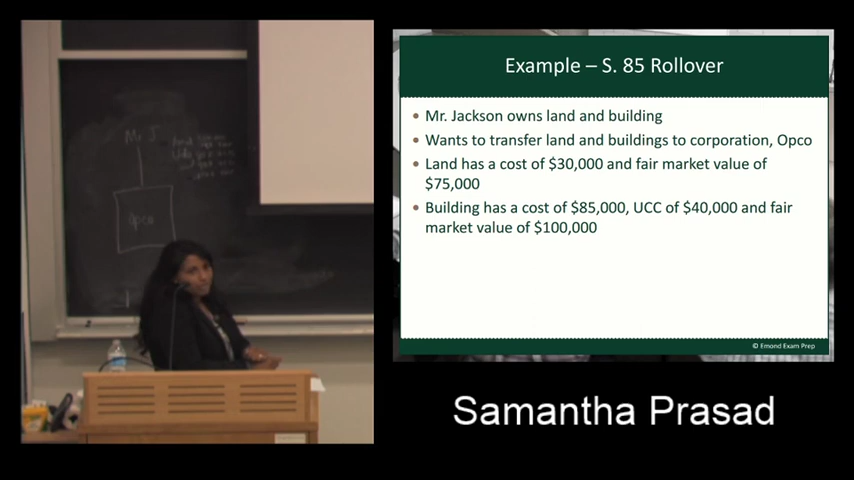 Mr J
Opco
Example – S. 85 Rollover
• Mr. Jackson owns land and building
• Wants to transfer land and buildings to corporation, Opco
• Land has a cost of $30,000 and fair market value of
$75,000
• Building has a cost of $85,000, UCC of $40,000 and fair
market value of $100,000
© Emond Exam Prep
Samantha Prasad